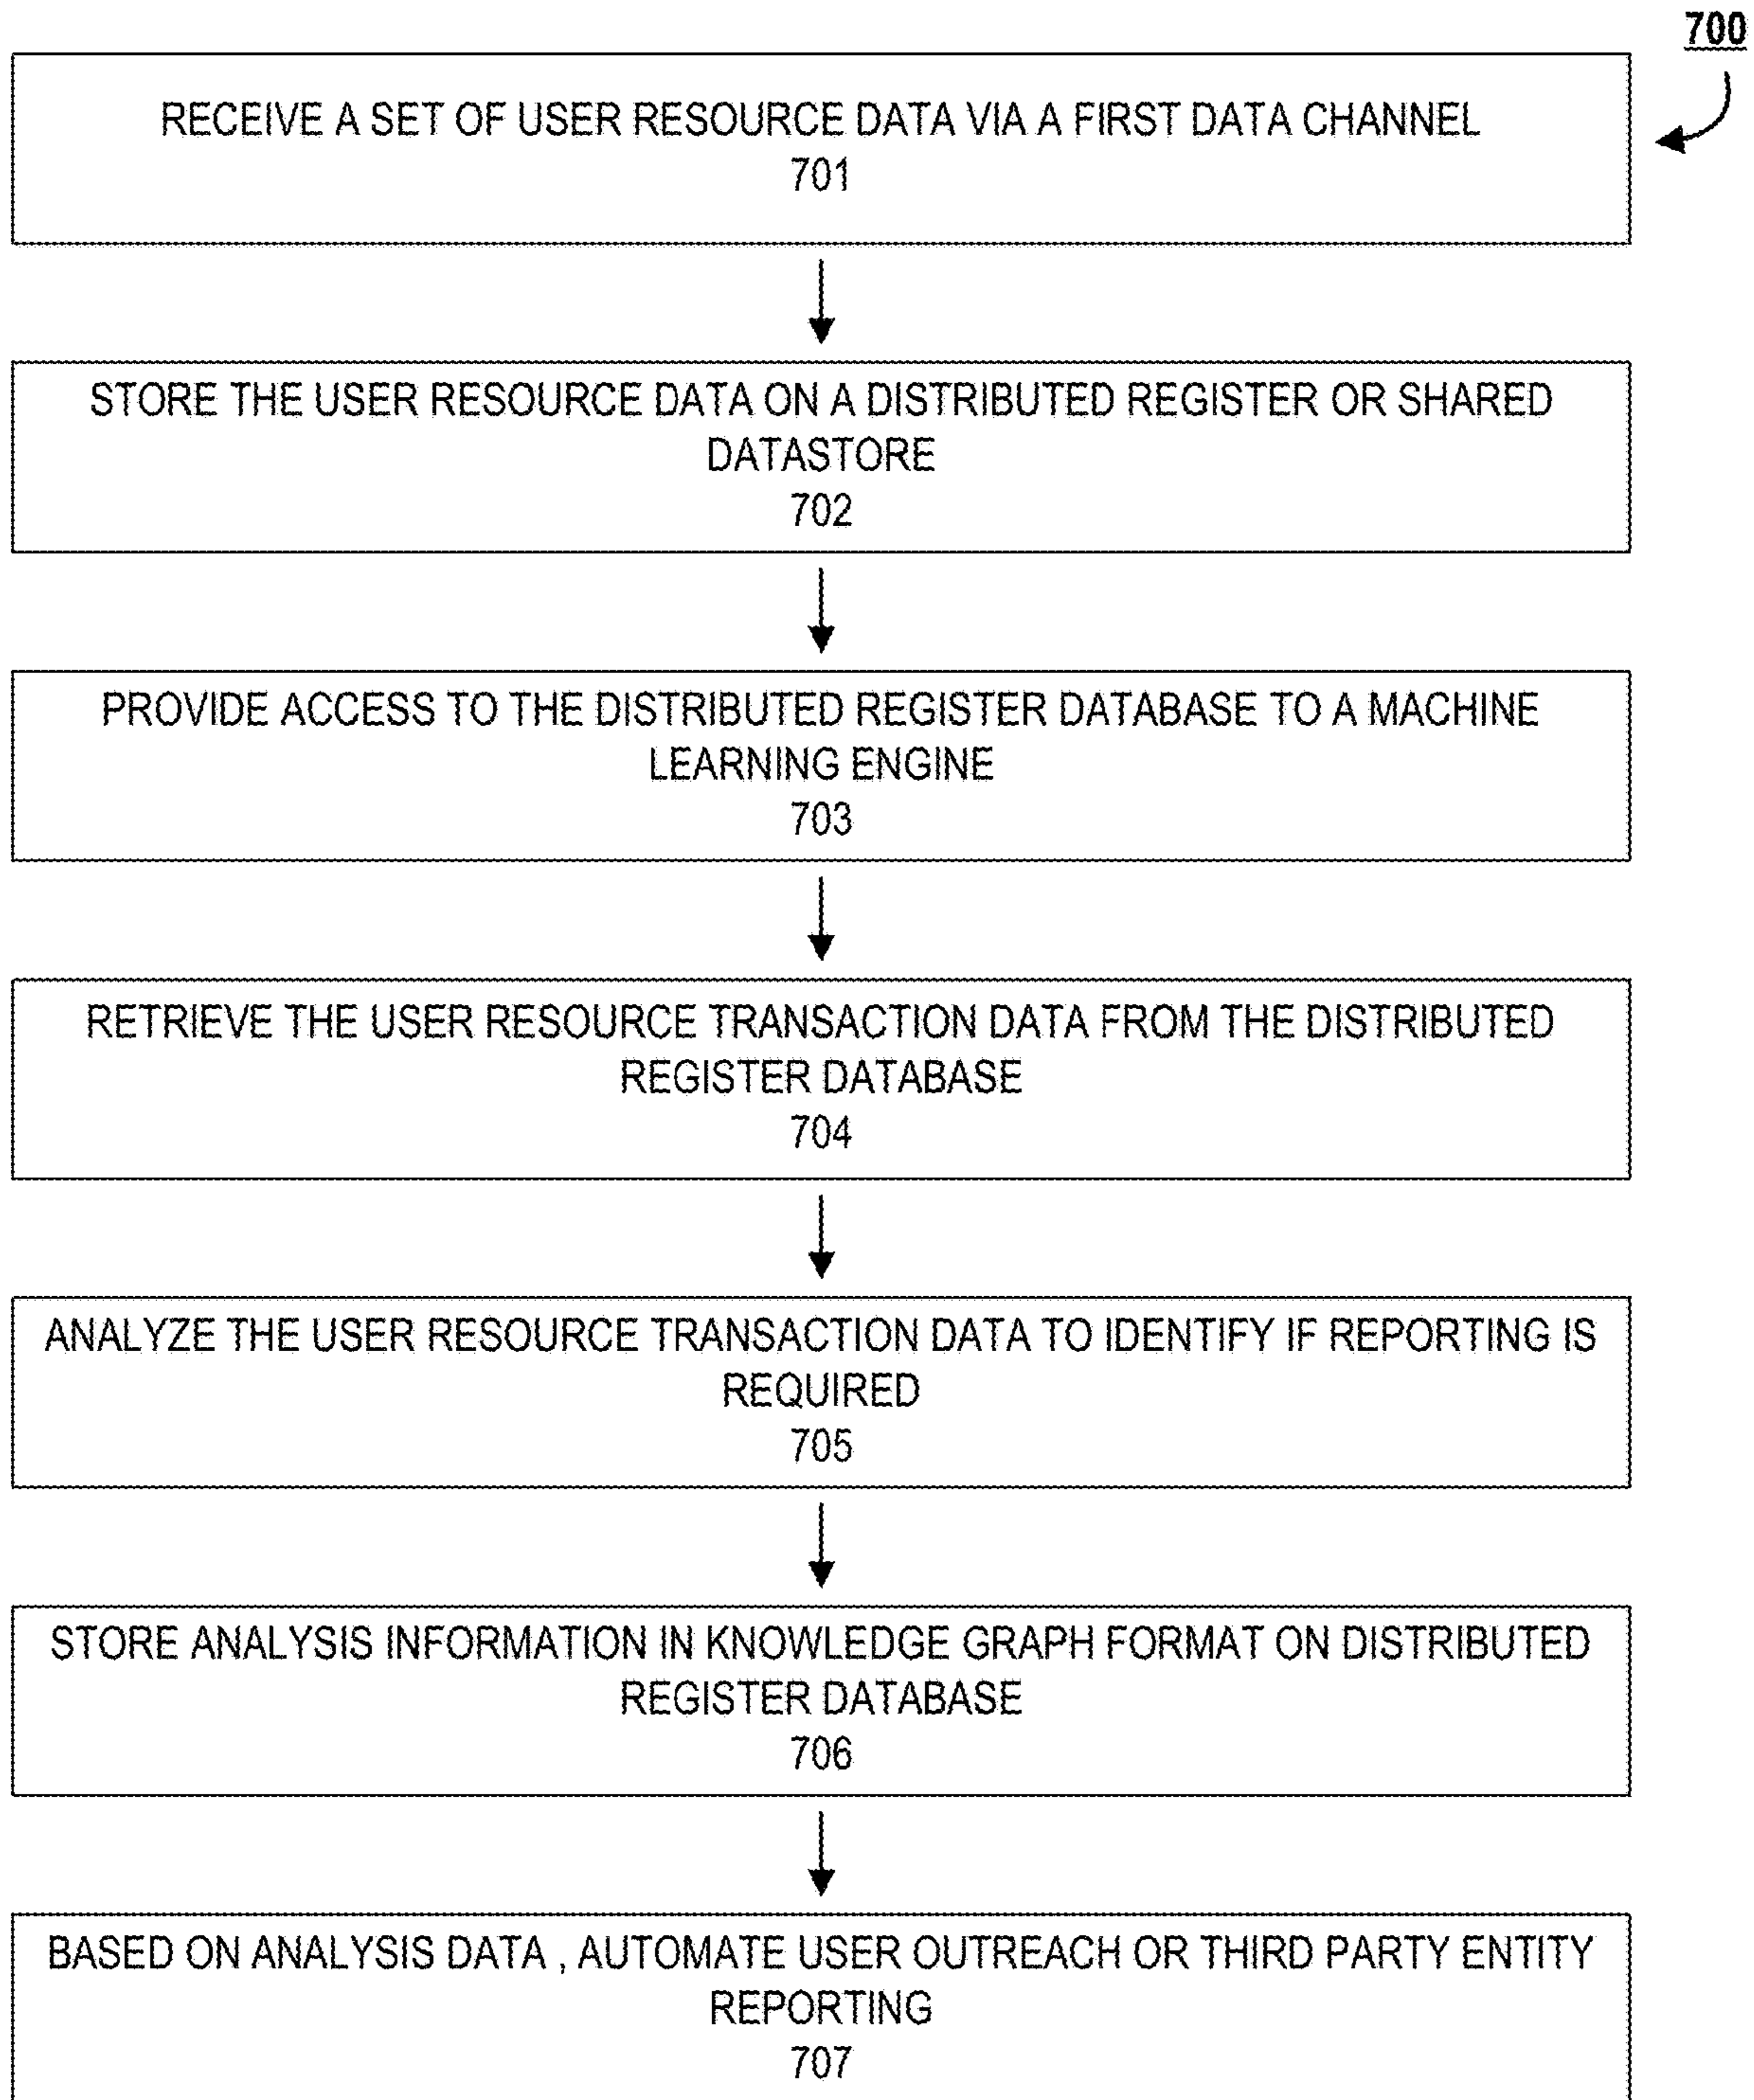 700
RECEIVE A SET OF USER RESOURCE DATA VIA A FIRST DATA CHANNEL
701
STORE THE USER RESOURCE DATA ON A DISTRIBUTED REGISTER OR SHARED
DATASTORE
702
PROVIDE ACCESS TO THE DISTRIBUTED REGISTER DATABASE TO A MACHINE
LEARNING ENGINE
703
RETRIEVE THE USER RESOURCE TRANSACTION DATA FROM THE DISTRIBUTED
REGISTER DATABASE
704
ANALYZE THE USER RESOURCE TRANSACTION DATA TO IDENTIFY IF REPORTING IS
REQUIRED
705
STORE ANALYSIS INFORMATION IN KNOWLEDGE GRAPH FORMAT ON DISTRIBUTED
REGISTER DATABASE
706
BASED ON ANALYSIS DATA , AUTOMATE USER OUTREACH OR THIRD PARTY ENTITY
REPORTING
707